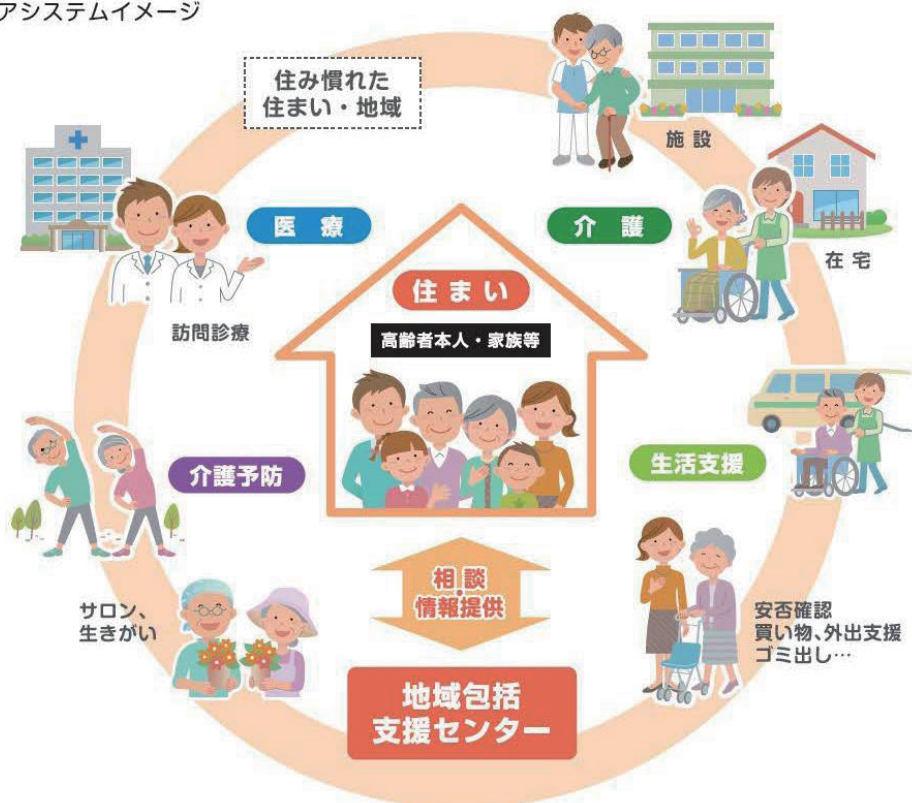 アシステムイメージ
住み慣れた
住まい・地域
施設
医療
介護
在宅
住まい
訪問診療
高齢者本人・家族等
介護予防
生活支援
相談・
情報提供
サロン、
生きがい
安否確認
買い物、外出支援
ゴミ出し…
地域包括
支援センター